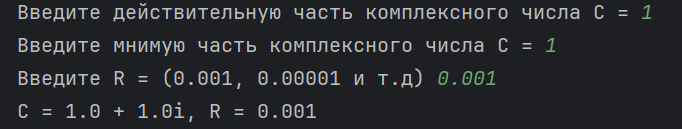 Введите действительную часть комплексного числа C = 1
Введите мнимую часть комплексного числа C = 1
Введите R = (0.001, 0.00001 и т.д) 0.001
C = 1.0 + 1.0i, R = 0.001